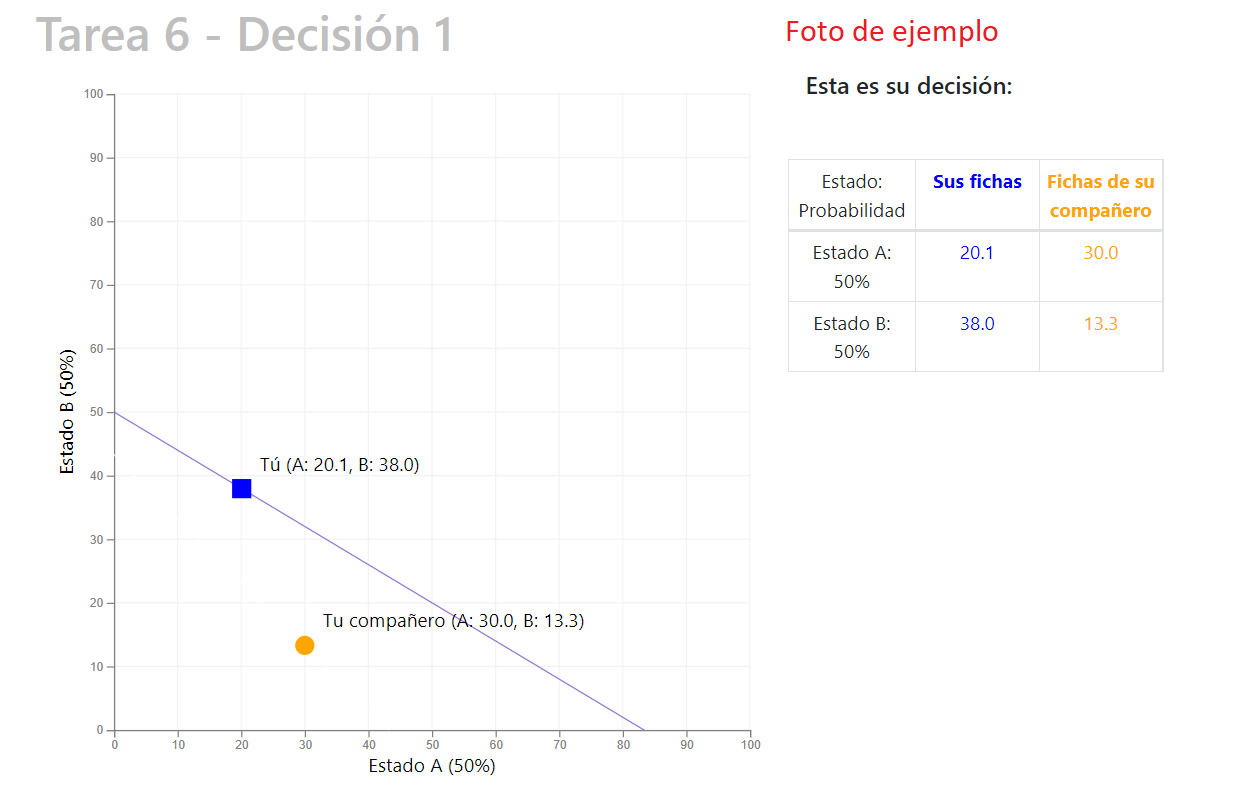 Tarea 6 - Decisión 1
Foto de ejemplo
Esta es su decisión:
100
90
80
70
60
50
40
30
20
10
0
Estado B (50%)
Tú (A: 20.1, B: 38.0)
Tu compañero (A: 30.0, B: 13.3)
0 10 20 30 40 50 60 70 80 90 100
Estado A (50%)
Estado: Sus fichas Fichas de su
Probabilidad compañero
Estado A: 20.1 30.0
50%
Estado B: 38.0 13.3
50%